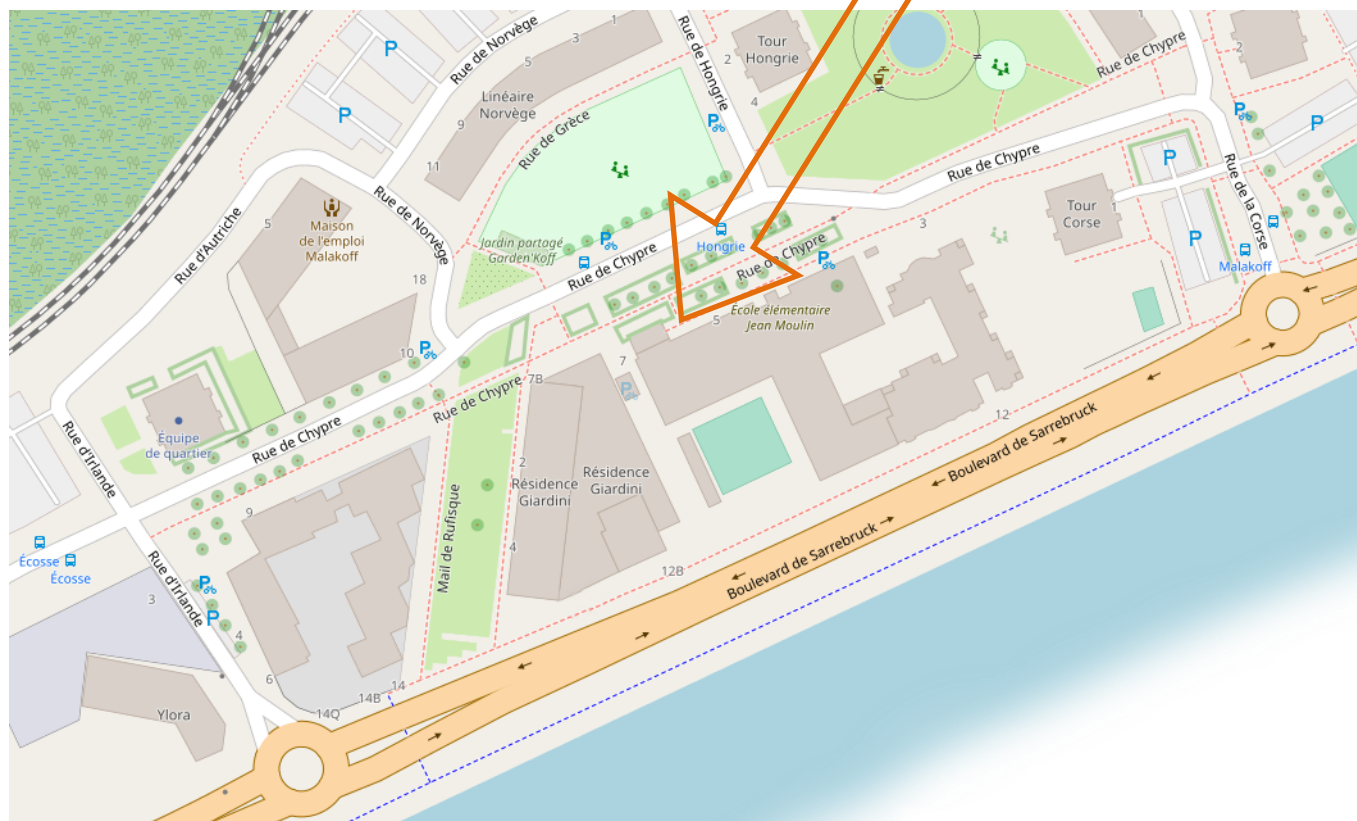 Rue de Norvège
3
5
Linéaire
Norvège
9
11
Rue de Grèce
Rue de Hongrie
Tour
Hongrie
2
4
1
2
Rue de Chypre
P
P
P
P
P
P
P
Rue de Chypre
Rue de la Corse
Tour
Corse
1
3
Malakoff
Rue d'Autriche
5
Maison
de l'emploi
Malakoff
Rue de Norvège
18
10
P
Jardin partagé
Garden'Koff
P
Rue de Chypre
Hongrie
Rue de Chypre
P
École élémentaire
Jean Moulin
5
7
P
7B
Rue de Chypre
Équipe
de quartier
Rue de Chypre
Rue d'Irlande
9
2
Résidence
Giardini
Résidence
Giardini
4
Mail de Rufisque
12
12B
Boulevard de Sarrebruck
Boulevard de Sarrebruck
Écosse
Écosse
3
Rue d'Irlande
P
P
4
6
14Q
14B
14
Ylora